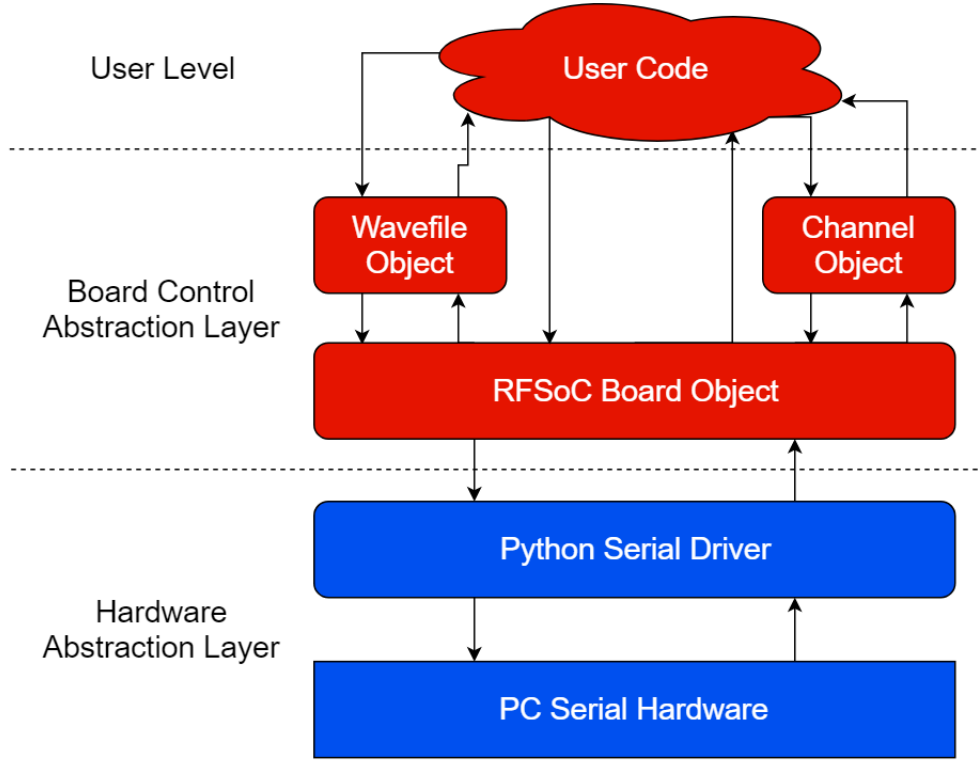 User Level
User Code
Wavefile
Object
Channel
Object
Board Control
Abstraction Layer
RFSoC Board Object
Python Serial Driver
Hardware
Abstraction Layer
PC Serial Hardware